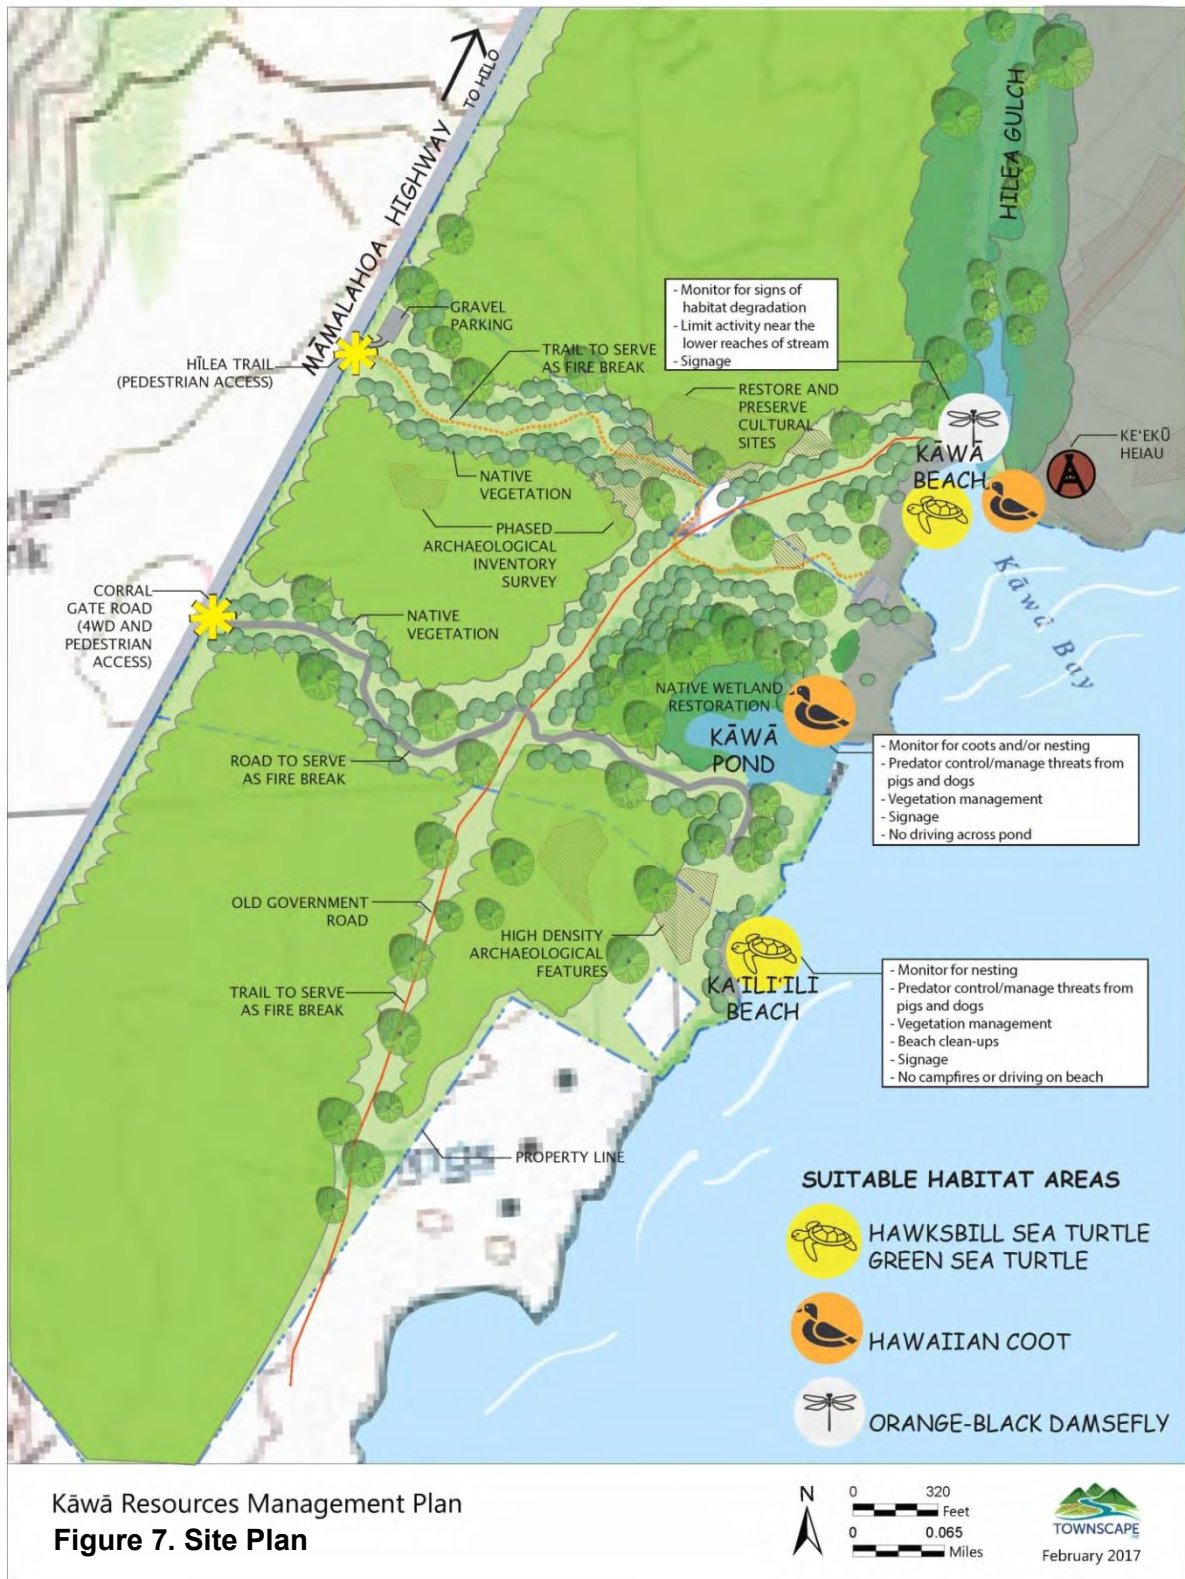 MĀMALAHOA HIGHWAY
TO HILO
HILEA GULCH
- Monitor for signs of
habitat degradation
- Limit activity near the
lower reaches of stream
- Signage
GRAVEL
PARKING
HĪLEA TRAIL
(PEDESTRIAN ACCESS)
TRAIL TO SERVE
AS FIRE BREAK
RESTORE AND
PRESERVE
CULTURAL
SITES
KĀWĀ
BEACH
KE'EKŪ
HEIAU
NATIVE
VEGETATION
PHASED
ARCHAEOLOGICAL
INVENTORY
SURVEY
Kāwā Bay
CORRAL
GATE ROAD
(4WD AND
PEDESTRIAN
ACCESS)
NATIVE
VEGETATION
NATIVE WETLAND
RESTORATION
KĀWĀ
POND
ROAD TO SERVE
AS FIRE BREAK
- Monitor for coots and/or nesting
- Predator control/manage threats from
pigs and dogs
- Vegetation management
- Signage
- No driving across pond
OLD GOVERNMENT
ROAD
HIGH DENSITY
ARCHAEOLOGICAL
FEATURES
KA'ILI'ILI
BEACH
- Monitor for nesting
- Predator control/manage threats from
pigs and dogs
- Vegetation management
- Beach clean-ups
- Signage
- No campfires or driving on beach
TRAIL TO SERVE
AS FIRE BREAK
PROPERTY LINE
SUITABLE HABITAT AREAS
HAWKSBILL SEA TURTLE
GREEN SEA TURTLE
HAWAIIAN COOT
ORANGE-BLACK DAMSEFLY
Kāwā Resources Management Plan
Figure 7. Site Plan
N
0 320
Feet
0 0.065
Miles
TOWNSCAPE
February 2017